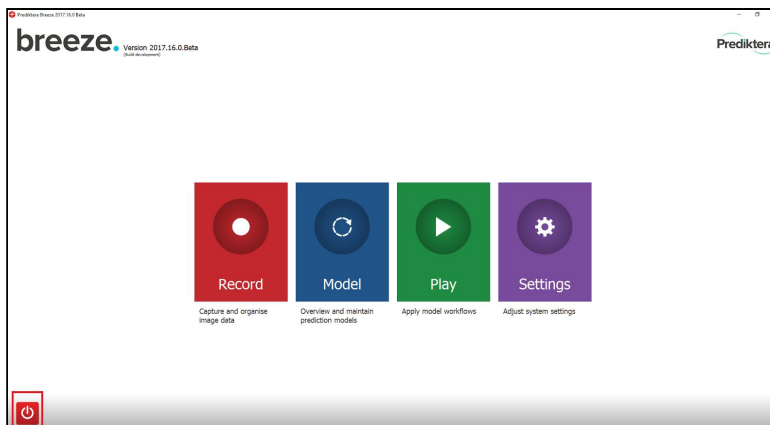 Prediktera Breeze 2017.16.0 Beta
breeze. Version 2017.16.0.Beta
(Build development)
Prediktera
Record
Model
Play
Settings
Capture and organise
image data
Overview and maintain
prediction models
Apply model workflows
Adjust system settings